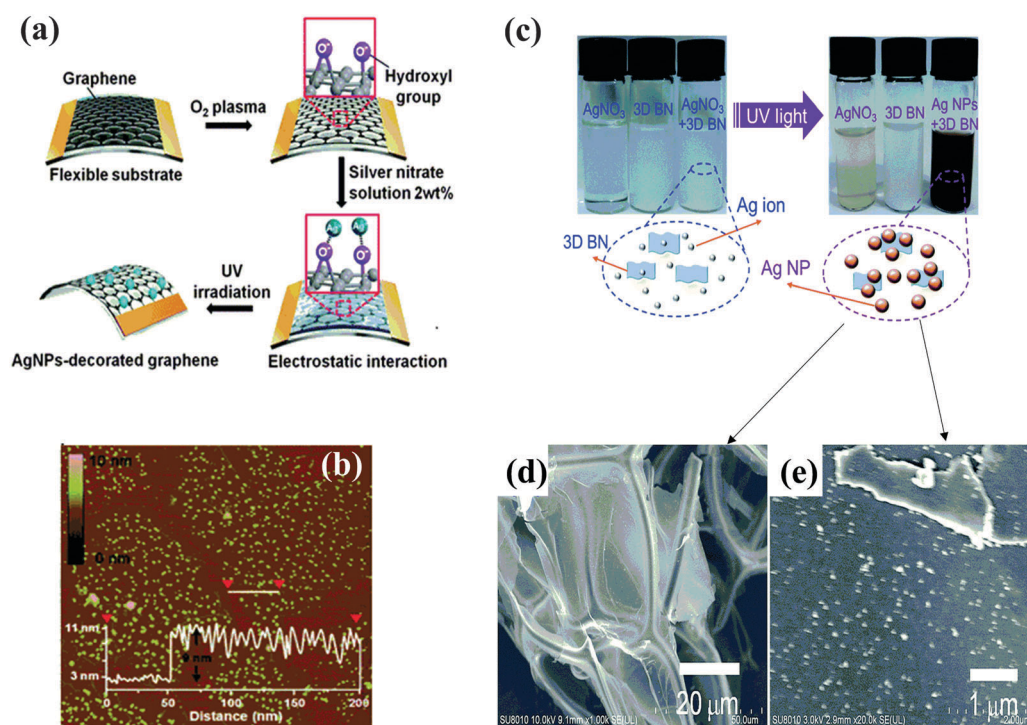 (a)
Graphene
O₂ plasma
Flexible substrate
O⁻ O⁻
Hydroxyl
group
Silver nitrate
solution 2wt%
O⁻ O⁻
UV
irradiation
AgNPs-decorated graphene
Electrostatic interaction
(b)
10 nm
0 nm
11 nm
9 nm
3 nm
0 50 100 150 200
Distance (nm)
(c)
AgNO₃
3D BN
AgNO₃
+3D BN
UV light
AgNO₃
3D BN
Ag NPs
+3D BN
Ag ion
3D BN
Ag NP
(d)
20 μm
SU8010 10.0kV 9.1mm x1.00k SE(UL)
50.0um
(e)
1 μm
SU8010 3.0kV 2.9mm x20.0k SE(UL)